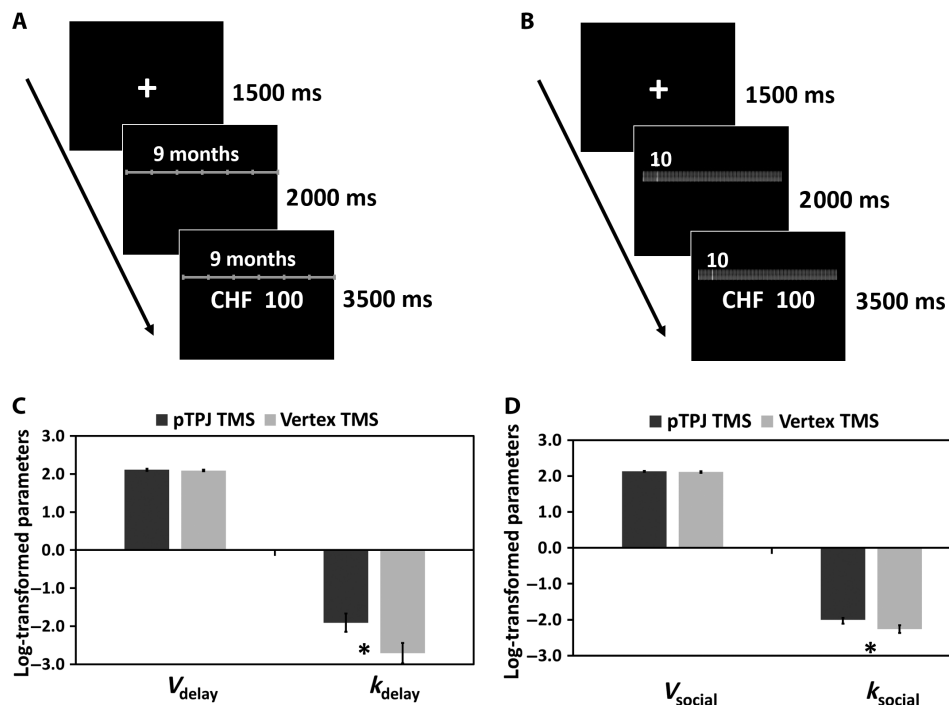 A
+
1500 ms
9 months
2000 ms
9 months
CHF 100
3500 ms
B
+
1500 ms
10
2000 ms
10
CHF 100
3500 ms
C
pTPJ TMS Vertex TMS
Log-transformed parameters
3.0
2.0
1.0
0.0
–1.0
–2.0
–3.0
*
Vdelay kdelay
D
pTPJ TMS Vertex TMS
Log-transformed parameters
3.0
2.0
1.0
0.0
–1.0
–2.0
–3.0
*
Vsocial ksocial